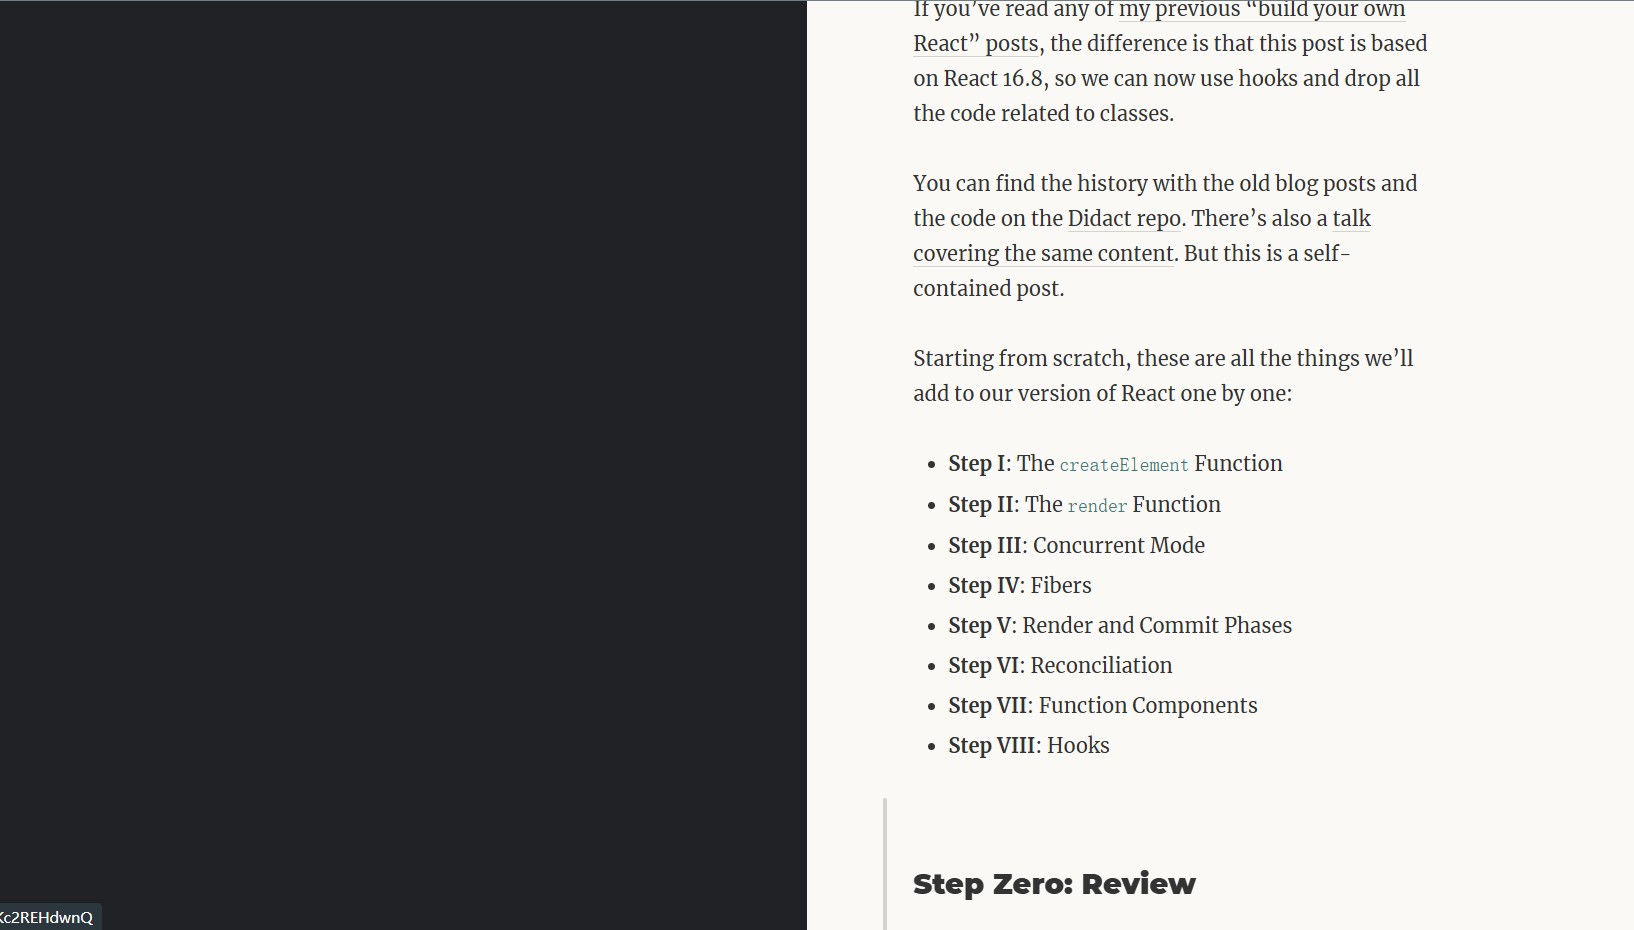 If you’ve read any of my previous “build your own
React” posts, the difference is that this post is based
on React 16.8, so we can now use hooks and drop all
the code related to classes.
You can find the history with the old blog posts and
the code on the Didact repo. There’s also a talk
covering the same content. But this is a self-
contained post.
Starting from scratch, these are all the things we’ll
add to our version of React one by one:
• Step I: The createElement Function
• Step II: The render Function
• Step III: Concurrent Mode
• Step IV: Fibers
• Step V: Render and Commit Phases
• Step VI: Reconciliation
• Step VII: Function Components
• Step VIII: Hooks
Step Zero: Review
Kc2REHdwnQ